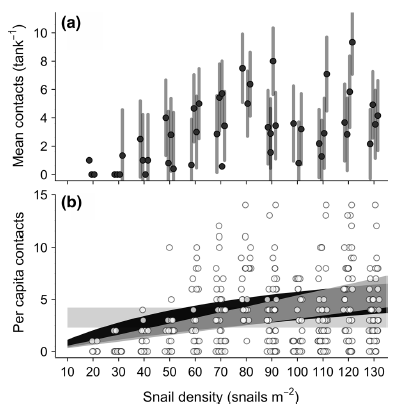 (a)
Mean contacts (tank⁻¹)
10
8
6
4
2
0
(b)
Per capita contacts
15
10
5
0
10 20 30 40 50 60 70 80 90 100 110 120 130
Snail density (snails m⁻²)